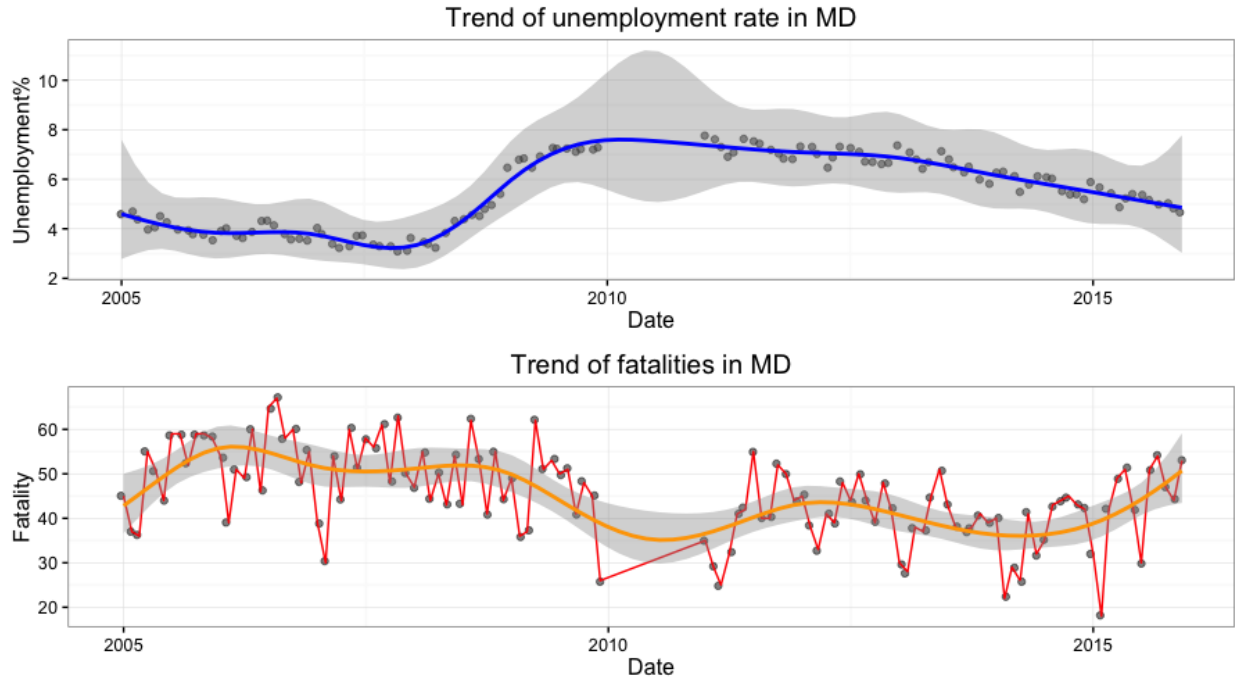 Trend of unemployment rate in MD
Unemployment%
10
8
6
4
2
2005 2010 2015
Date
Trend of fatalities in MD
Fatality
60
50
40
30
20
2005 2010 2015
Date